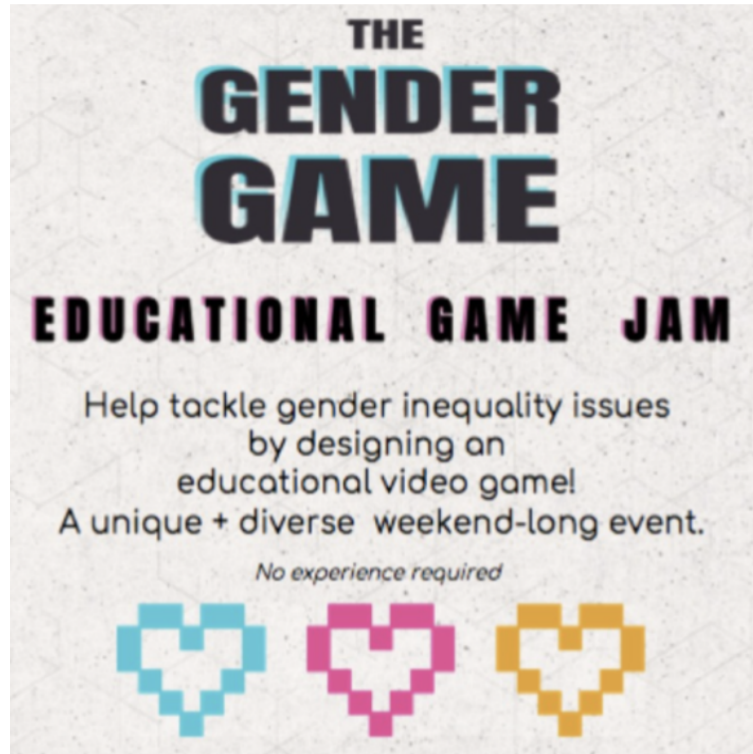 THE
GENDER
GAME
EDUCATIONAL GAME JAM
Help tackle gender inequality issues
by designing an
educational video game!
A unique + diverse weekend-long event.
No experience required